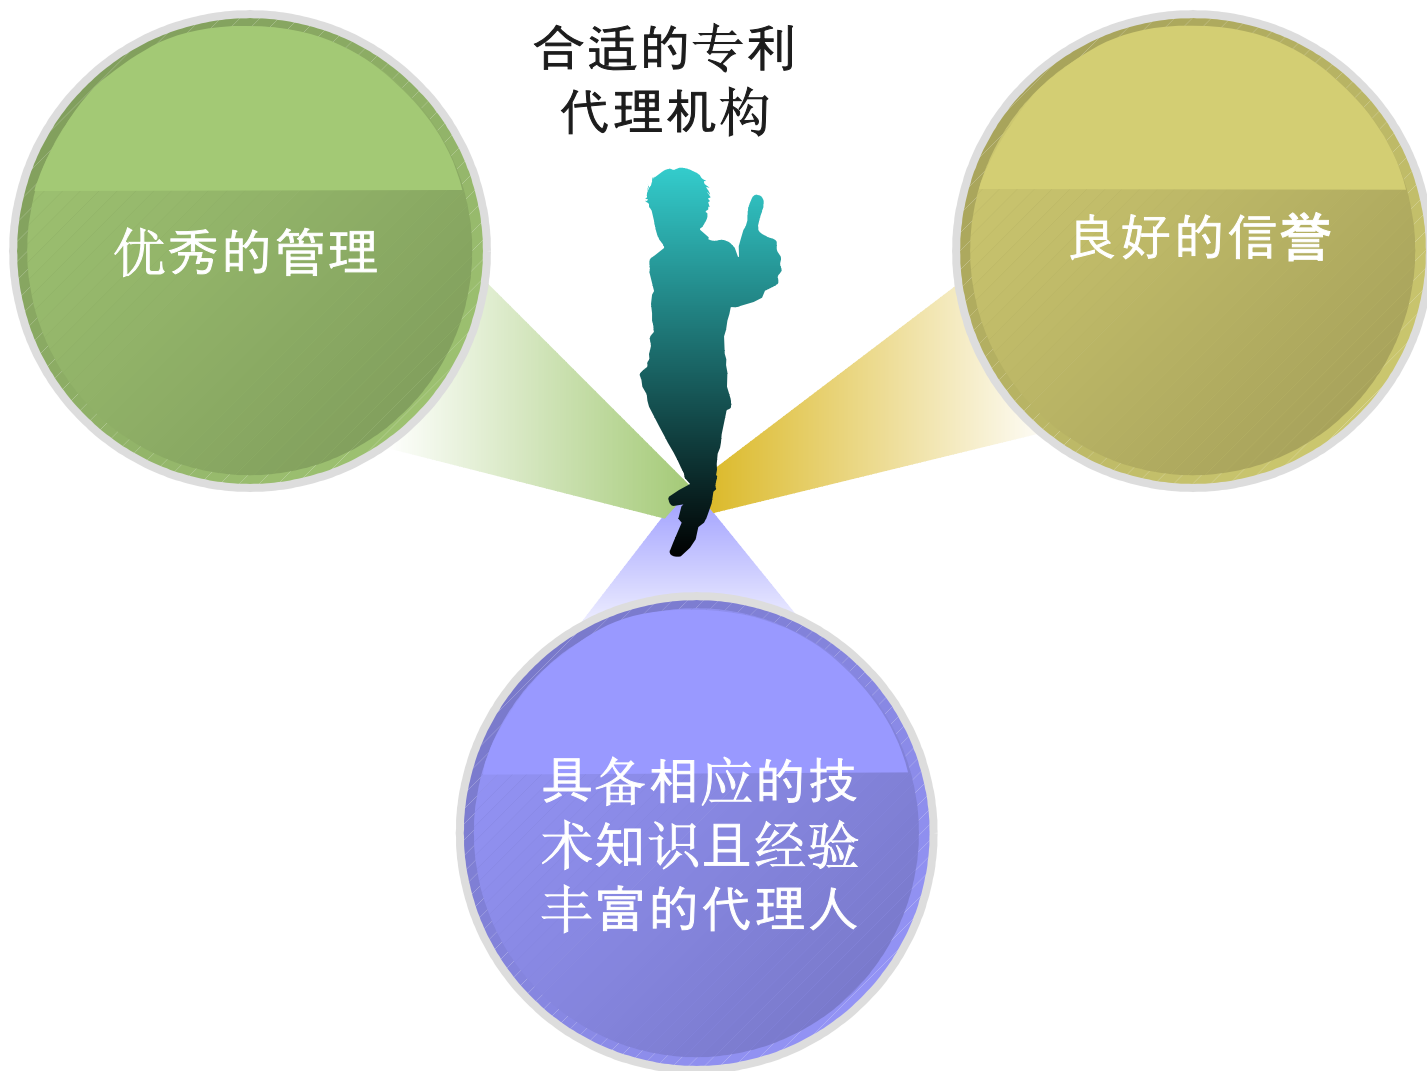 合适的专利
代理机构
优秀的管理
良好的信誉
具备相应的技
术知识且经验
丰富的代理人